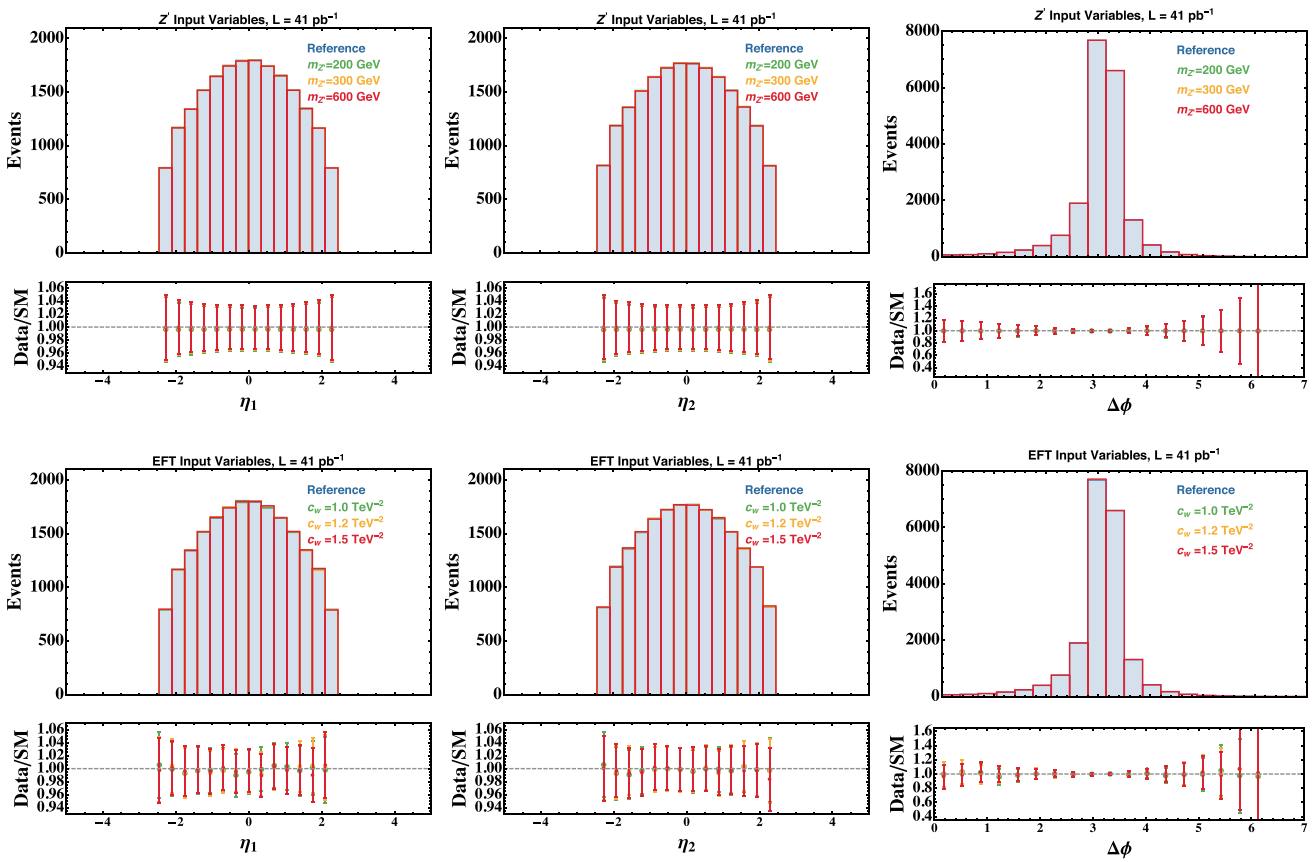 Z′ Input Variables, L = 41 pb⁻¹
Events
2000
1500
1000
500
0
Reference
m_Z′=200 GeV
m_Z′=300 GeV
m_Z′=600 GeV
Data/SM
1.06
1.04
1.02
1.00
0.98
0.96
0.94
−4 −2 0 2 4
η₁
Z′ Input Variables, L = 41 pb⁻¹
Events
2000
1500
1000
500
0
Reference
m_Z′=200 GeV
m_Z′=300 GeV
m_Z′=600 GeV
Data/SM
1.06
1.04
1.02
1.00
0.98
0.96
0.94
−4 −2 0 2 4
η₂
Z′ Input Variables, L = 41 pb⁻¹
Events
8000
6000
4000
2000
0
Reference
m_Z′=200 GeV
m_Z′=300 GeV
m_Z′=600 GeV
Data/SM
1.6
1.4
1.2
1.0
0.8
0.6
0.4
0 1 2 3 4 5 6 7
Δϕ
EFT Input Variables, L = 41 pb⁻¹
Events
2000
1500
1000
500
0
Reference
c_w =1.0 TeV⁻²
c_w =1.2 TeV⁻²
c_w =1.5 TeV⁻²
Data/SM
1.06
1.04
1.02
1.00
0.98
0.96
0.94
−4 −2 0 2 4
η₁
EFT Input Variables, L = 41 pb⁻¹
Events
2000
1500
1000
500
0
Reference
c_w =1.0 TeV⁻²
c_w =1.2 TeV⁻²
c_w =1.5 TeV⁻²
Data/SM
1.06
1.04
1.02
1.00
0.98
0.96
0.94
−4 −2 0 2 4
η₂
EFT Input Variables, L = 41 pb⁻¹
Events
8000
6000
4000
2000
0
Reference
c_w =1.0 TeV⁻²
c_w =1.2 TeV⁻²
c_w =1.5 TeV⁻²
Data/SM
1.6
1.4
1.2
1.0
0.8
0.6
0.4
0 1 2 3 4 5 6 7
Δϕ